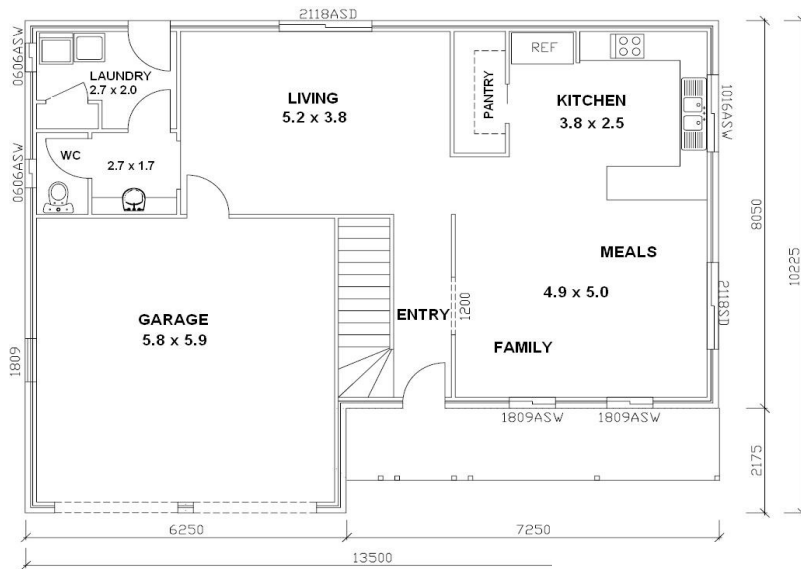 2118ASD
0606ASW
LAUNDRY
2.7 x 2.0
LIVING
5.2 x 3.8
PANTRY
REF
KITCHEN
3.8 x 2.5
1016ASW
0606ASW
WC
2.7 x 1.7
8050
10225
MEALS
4.9 x 5.0
2118SD
GARAGE
5.8 x 5.9
ENTRY
1200
FAMILY
1809
1809ASW
1809ASW
2175
6250
7250
13500